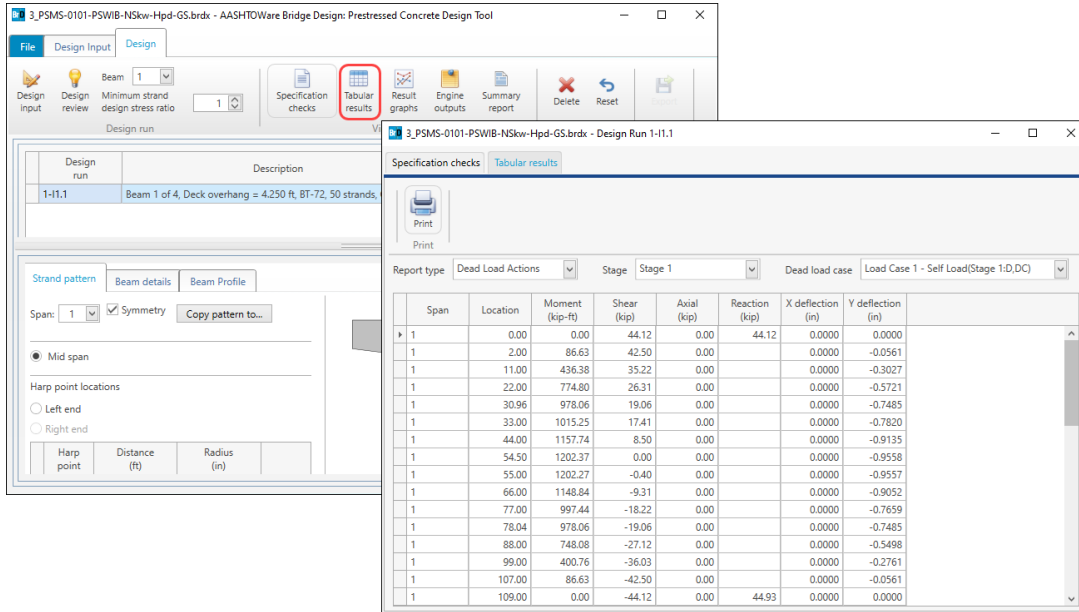 BrD 3_PSMS-0101-PSWIB-NSkw-Hpd-GS.brdx - AASHTOWare Bridge Design: Prestressed Concrete Design Tool
File Design Input Design
Design input
Design review
Beam 1
Minimum strand design stress ratio 1
Specification checks
Tabular results
Result graphs
Engine outputs
Summary report
Delete
Reset
Design run
Vi
Design run Description
1-I1.1 Beam 1 of 4, Deck overhang = 4.250 ft, BT-72, 50 strands,
Strand pattern Beam details Beam Profile
Span: 1 Symmetry Copy pattern to...
Mid span
Harp point locations
Left end
Right end
Harp point Distance (ft) Radius (in)
BrD 3_PSMS-0101-PSWIB-NSkw-Hpd-GS.brdx - Design Run 1-I1.1
Specification checks Tabular results
Print
Print
Report type Dead Load Actions Stage Stage 1 Dead load case Load Case 1 - Self Load(Stage 1:D,DC)
Span Location Moment (kip-ft) Shear (kip) Axial (kip) Reaction (kip) X deflection (in) Y deflection (in)
1 0.00 0.00 44.12 0.00 44.12 0.0000 0.0000
1 2.00 86.63 42.50 0.00 0.0000 -0.0561
1 11.00 436.38 35.22 0.00 0.0000 -0.3027
1 22.00 774.80 26.31 0.00 0.0000 -0.5721
1 30.96 978.06 19.06 0.00 0.0000 -0.7485
1 33.00 1015.25 17.41 0.00 0.0000 -0.7820
1 44.00 1157.74 8.50 0.00 0.0000 -0.9135
1 54.50 1202.37 0.00 0.00 0.0000 -0.9558
1 55.00 1202.27 -0.40 0.00 0.0000 -0.9557
1 66.00 1148.84 -9.31 0.00 0.0000 -0.9052
1 77.00 997.44 -18.22 0.00 0.0000 -0.7659
1 78.04 978.06 -19.06 0.00 0.0000 -0.7485
1 88.00 748.08 -27.12 0.00 0.0000 -0.5498
1 99.00 400.76 -36.03 0.00 0.0000 -0.2761
1 107.00 86.63 -42.50 0.00 0.0000 -0.0561
1 109.00 0.00 -44.12 0.00 44.93 0.0000 0.0000